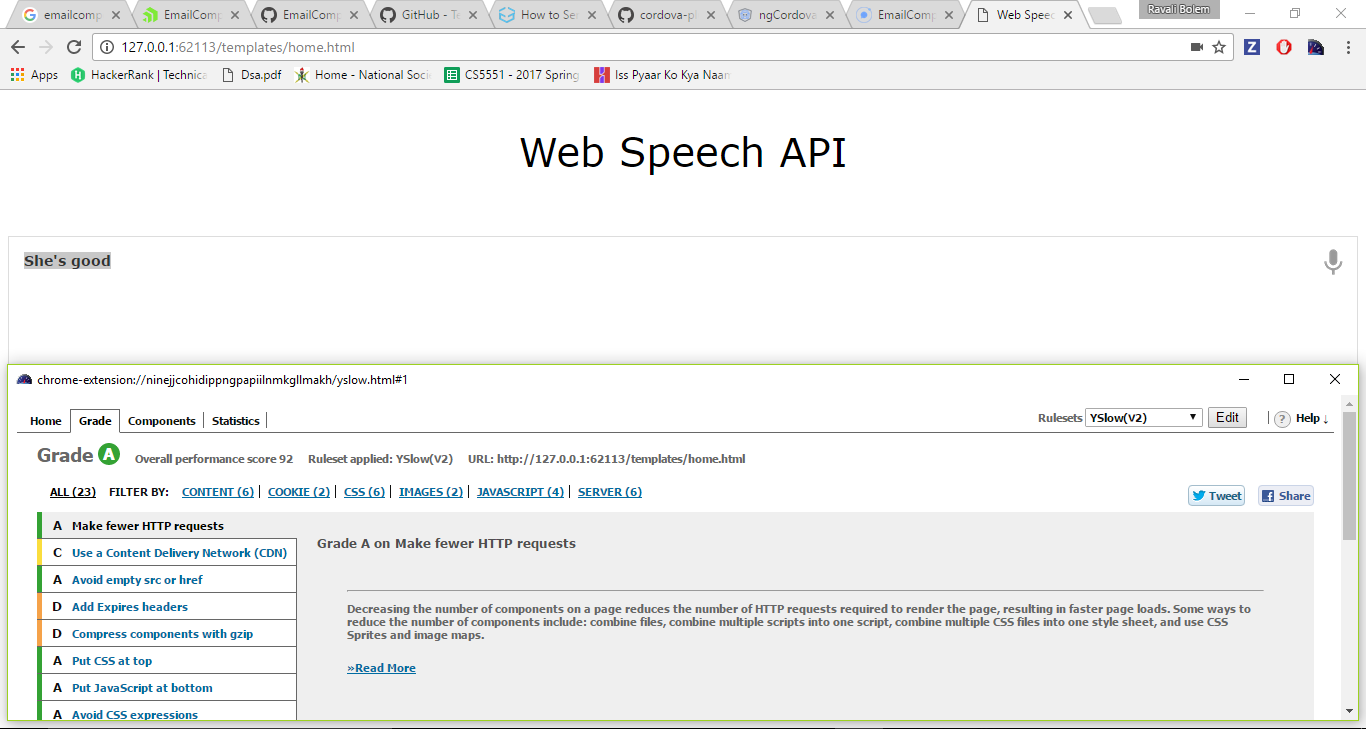 emailcomp EmailComp EmailComp GitHub - Te How to Ser cordova-pl ngCordova EmailComp Web Speec Ravali Bolem
127.0.0.1:62113/templates/home.html
Apps HackerRank | Technica Dsa.pdf Home - National Soci CS5551 - 2017 Spring Iss Pyaar Ko Kya Naam
Web Speech API
She's good
chrome-extension://ninejjcohidippngpapiilnmkgllmakh/yslow.html#1
Home Grade Components Statistics Rulesets YSlow(V2) Edit ? Help ↓
Grade A Overall performance score 92 Ruleset applied: YSlow(V2) URL: http://127.0.0.1:62113/templates/home.html
ALL (23) FILTER BY: CONTENT (6) | COOKIE (2) | CSS (6) | IMAGES (2) | JAVASCRIPT (4) | SERVER (6) Tweet Share
A Make fewer HTTP requests
C Use a Content Delivery Network (CDN)
A Avoid empty src or href
D Add Expires headers
D Compress components with gzip
A Put CSS at top
A Put JavaScript at bottom
A Avoid CSS expressions
Grade A on Make fewer HTTP requests
Decreasing the number of components on a page reduces the number of HTTP requests required to render the page, resulting in faster page loads. Some ways to
reduce the number of components include: combine files, combine multiple scripts into one script, combine multiple CSS files into one style sheet, and use CSS
Sprites and image maps.
»Read More